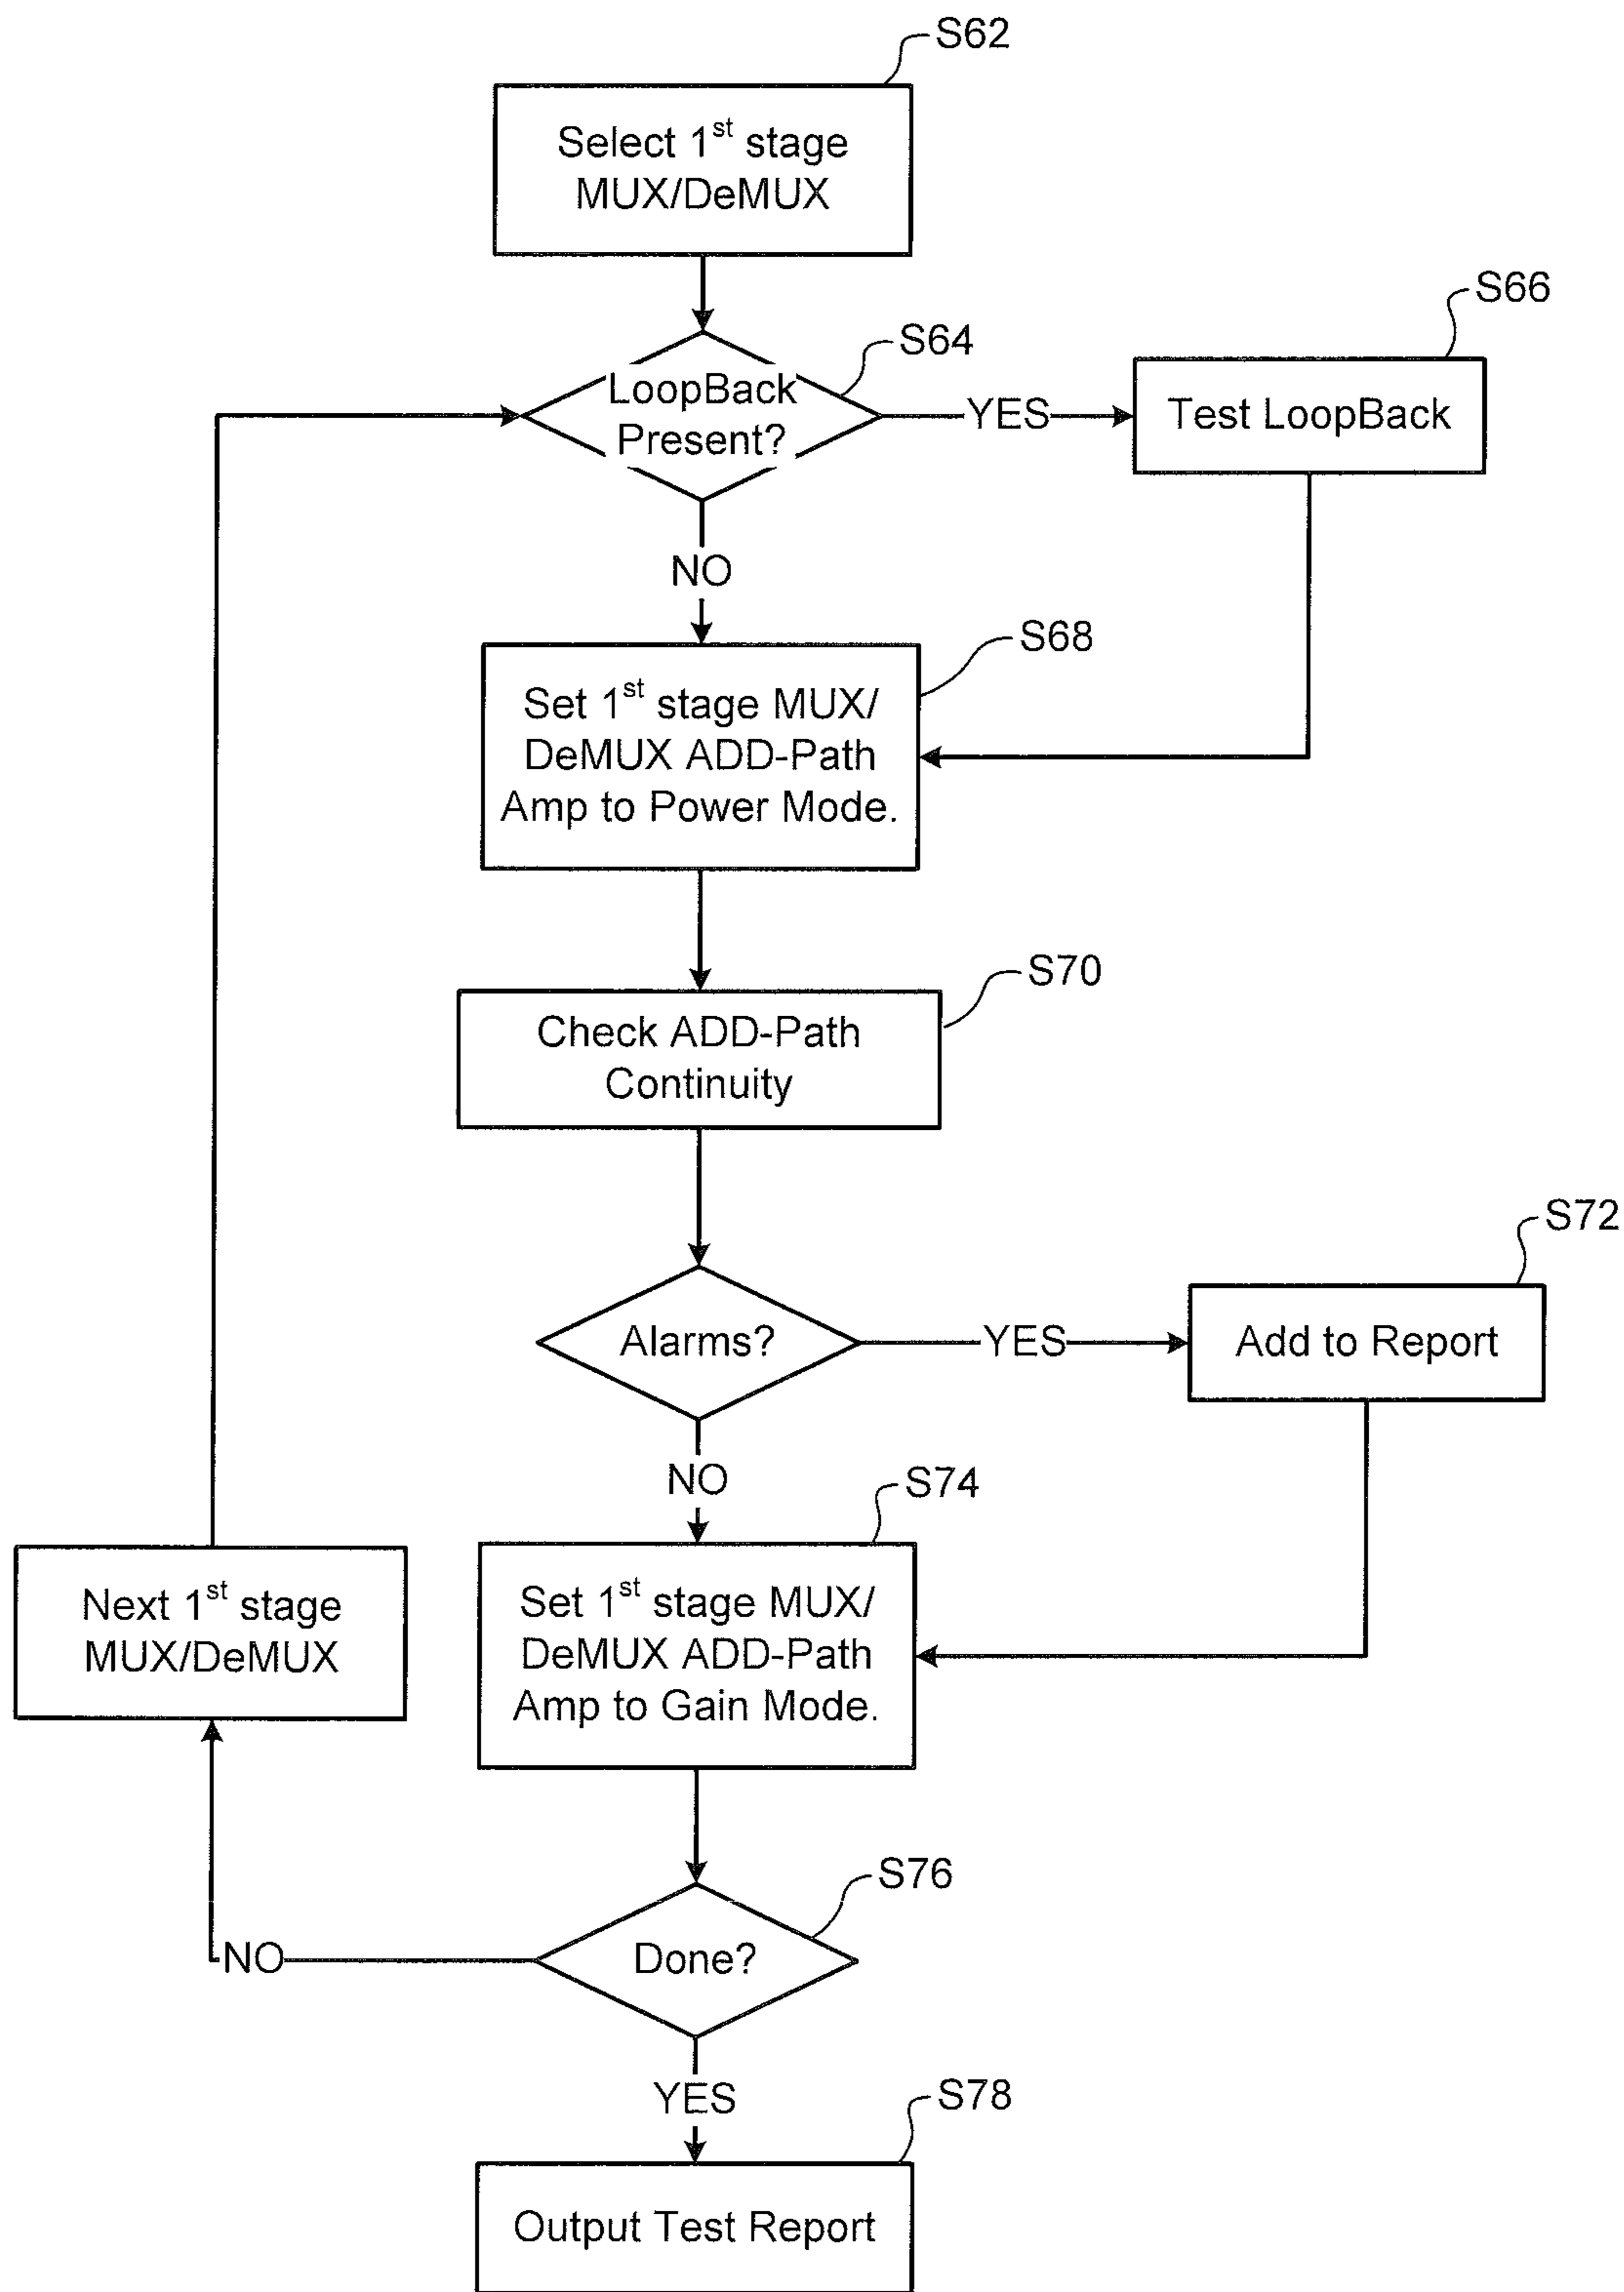 S62
Select 1st stage
MUX/DeMUX
S66
S64
LoopBack
Present?
YES
Test LoopBack
NO
S68
Set 1st stage MUX/
DeMUX ADD-Path
Amp to Power Mode.
S70
Check ADD-Path
Continuity
S72
Alarms?
YES
Add to Report
NO
S74
Set 1st stage MUX/
DeMUX ADD-Path
Amp to Gain Mode.
Next 1st stage
MUX/DeMUX
S76
Done?
NO
YES
S78
Output Test Report